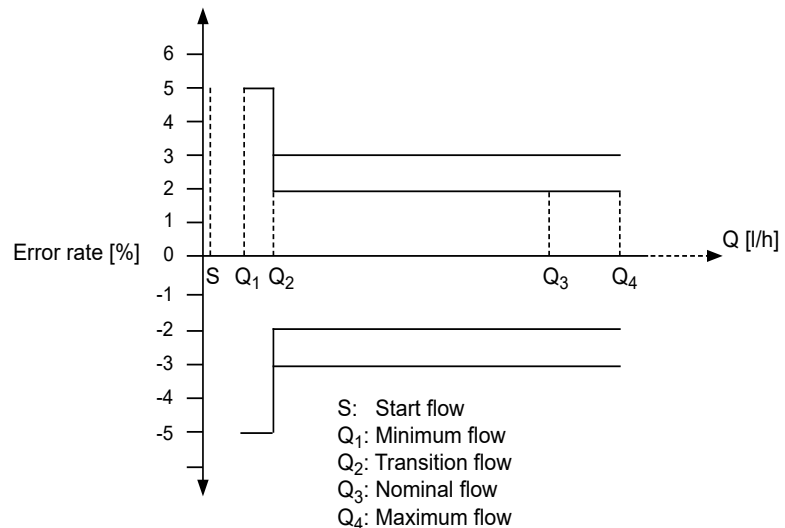 6
5
4
3
2
1
Error rate [%] 0 Q [l/h]
S Q₁ Q₂ Q₃ Q₄
-1
-2
-3
-4
-5
S: Start flow
Q₁: Minimum flow
Q₂: Transition flow
Q₃: Nominal flow
Q₄: Maximum flow